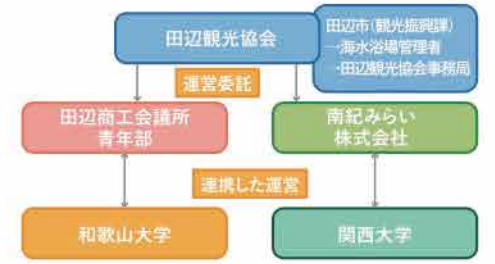 田辺観光協会
田辺市(観光振興課)
→海水浴場管理者
→田辺観光協会事務局
運営委託
田辺商工会議所
青年部
南紀みらい
株式会社
連携した運営
和歌山大学
関西大学